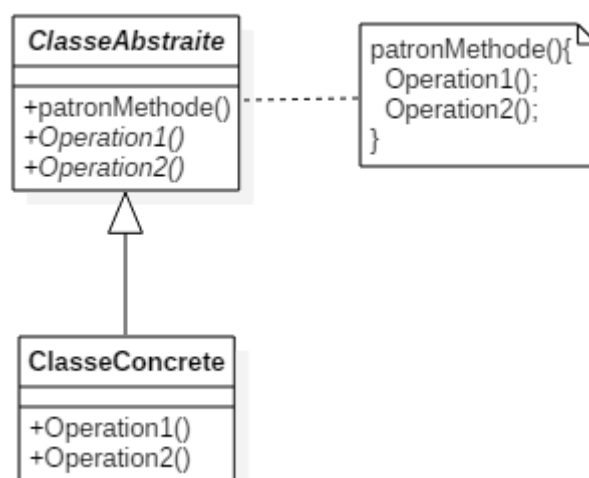 ClasseAbstraite
+patronMethode()
+Operation1()
+Operation2()
patronMethode(){
Operation1();
Operation2();
}
ClasseConcrete
+Operation1()
+Operation2()